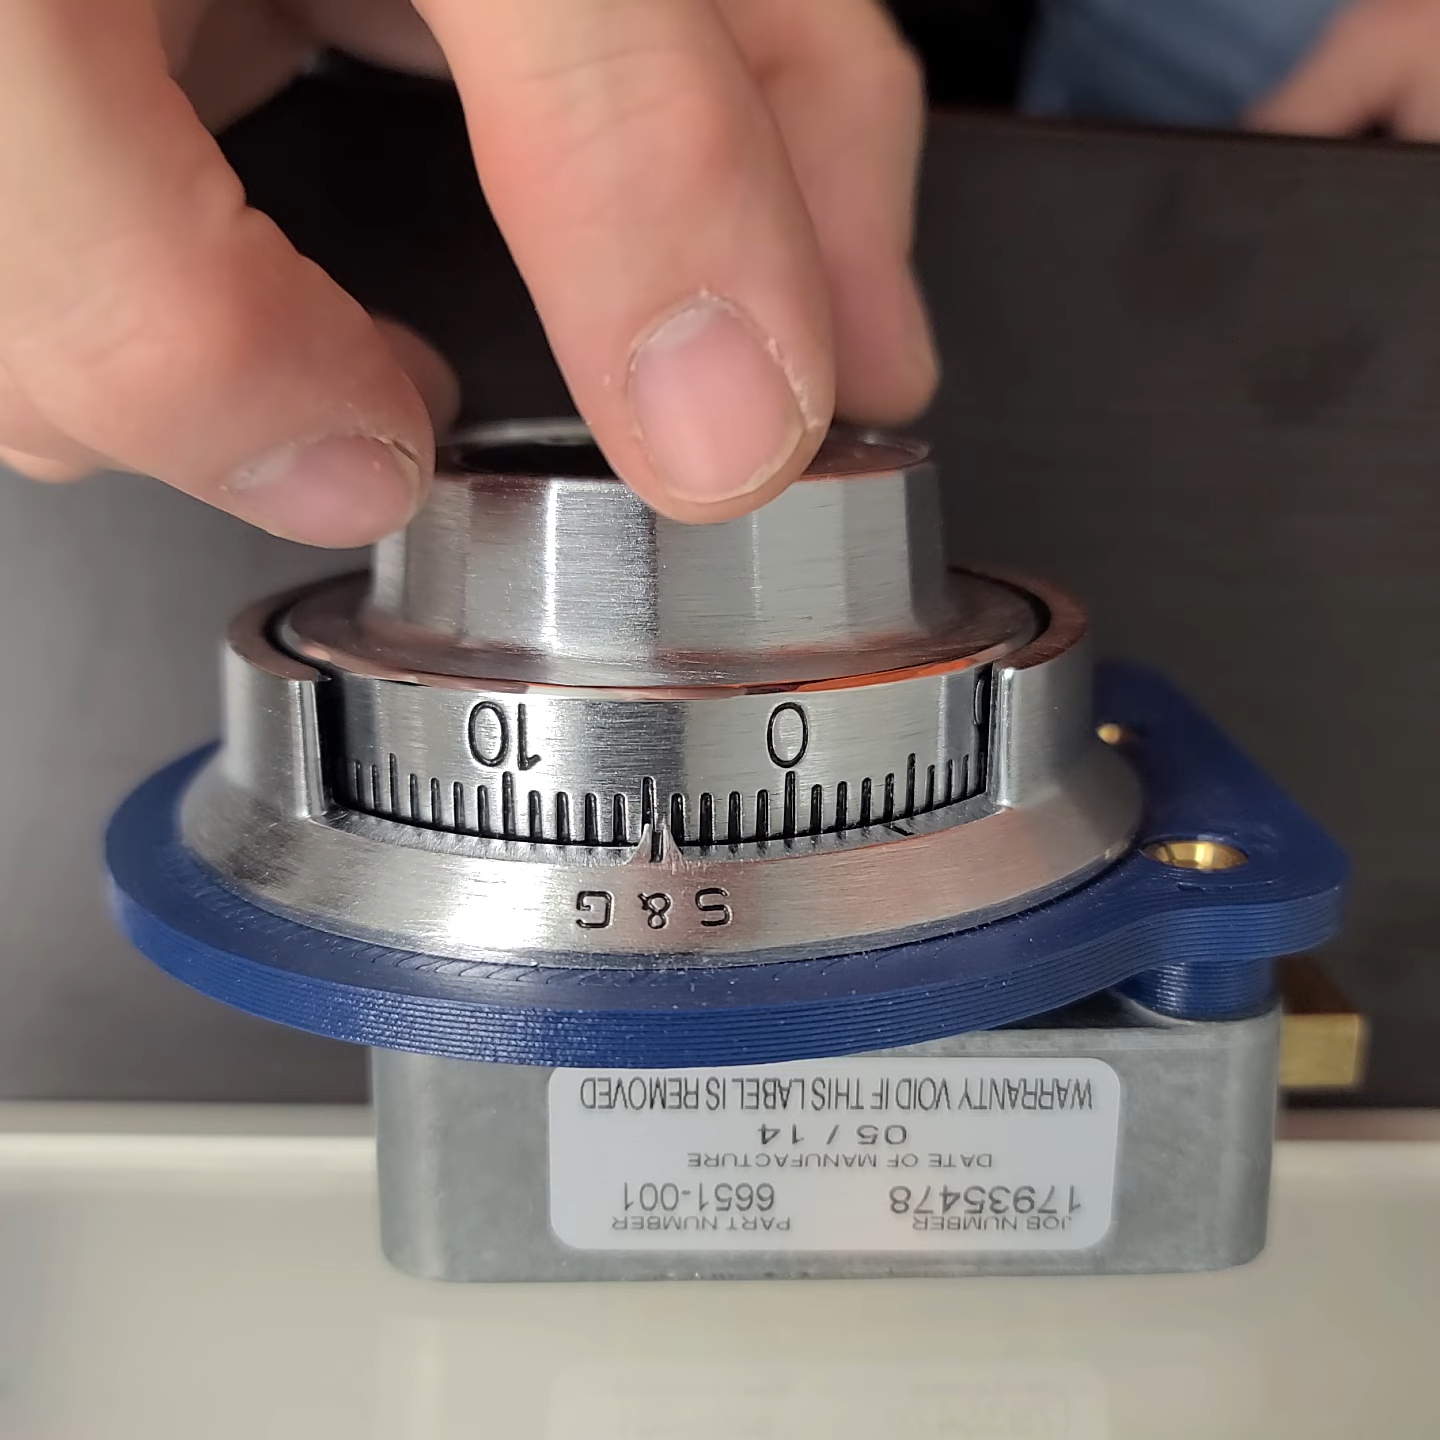 JOB NUMBER PART NUMBER
17935478 6651-001
DATE OF MANUFACTURE
05 / 14
WARRANTY VOID IF THIS LABEL IS REMOVED
S & G
0 10